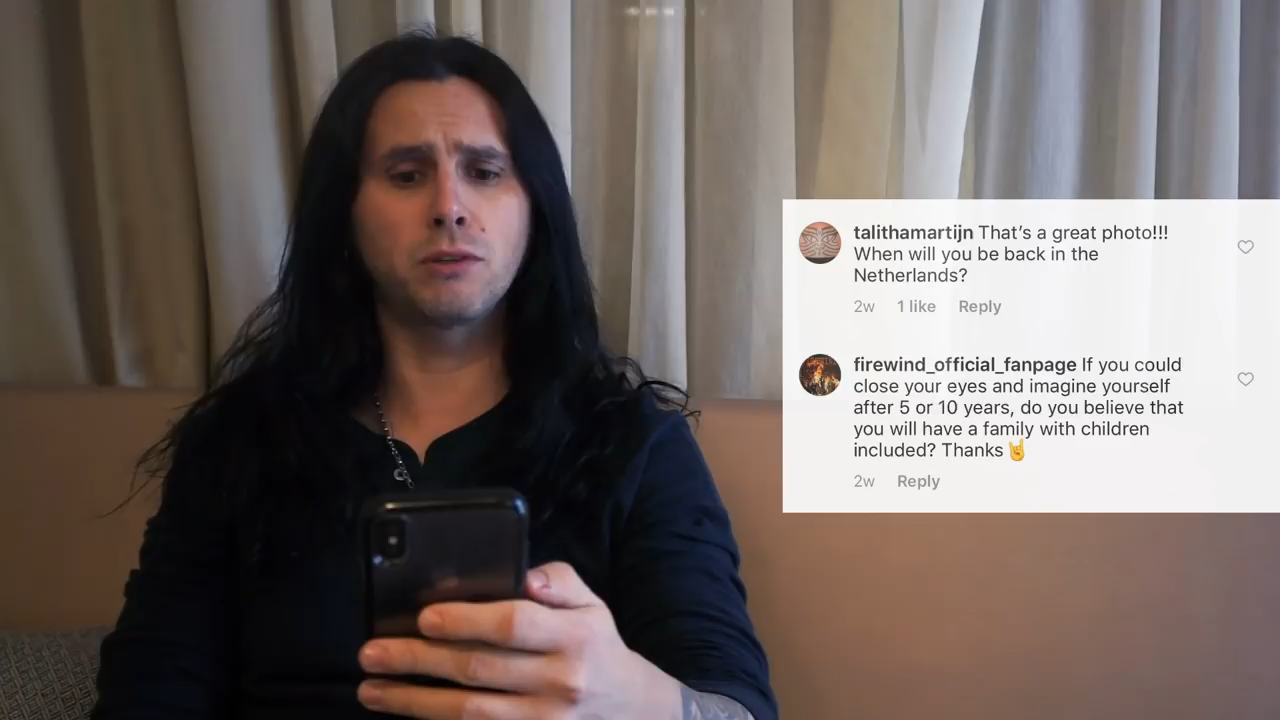 talithamartijn That's a great photo!!!
When will you be back in the
Netherlands?
2w 1 like Reply
firewind_official_fanpage If you could
close your eyes and imagine yourself
after 5 or 10 years, do you believe that
you will have a family with children
included? Thanks🤘
2w Reply